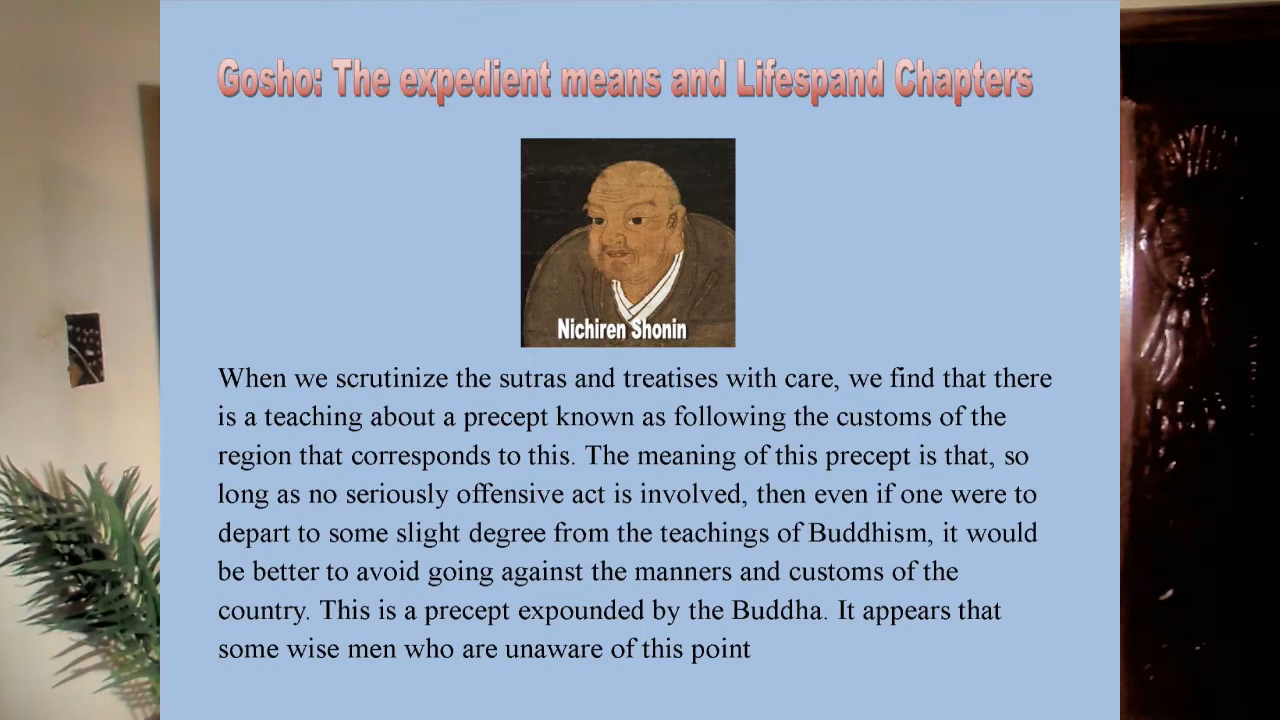 Gosho: The expedient means and Lifespand Chapters
Nichiren Shonin
When we scrutinize the sutras and treatises with care, we find that there
is a teaching about a precept known as following the customs of the
region that corresponds to this. The meaning of this precept is that, so
long as no seriously offensive act is involved, then even if one were to
depart to some slight degree from the teachings of Buddhism, it would
be better to avoid going against the manners and customs of the
country. This is a precept expounded by the Buddha. It appears that
some wise men who are unaware of this point